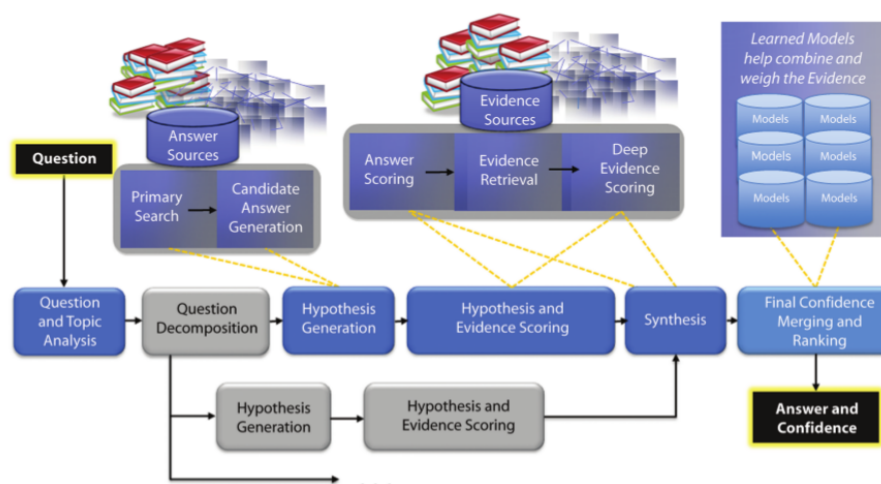 Learned Models
help combine and
weigh the Evidence
Models
Models
Models
Models
Models
Models
Answer
Sources
Evidence
Sources
Question
Primary
Search
Candidate
Answer
Generation
Answer
Scoring
Evidence
Retrieval
Deep
Evidence
Scoring
Question
and Topic
Analysis
Question
Decomposition
Hypothesis
Generation
Hypothesis and
Evidence Scoring
Synthesis
Final Confidence
Merging and
Ranking
Hypothesis
Generation
Hypothesis and
Evidence Scoring
Answer and
Confidence